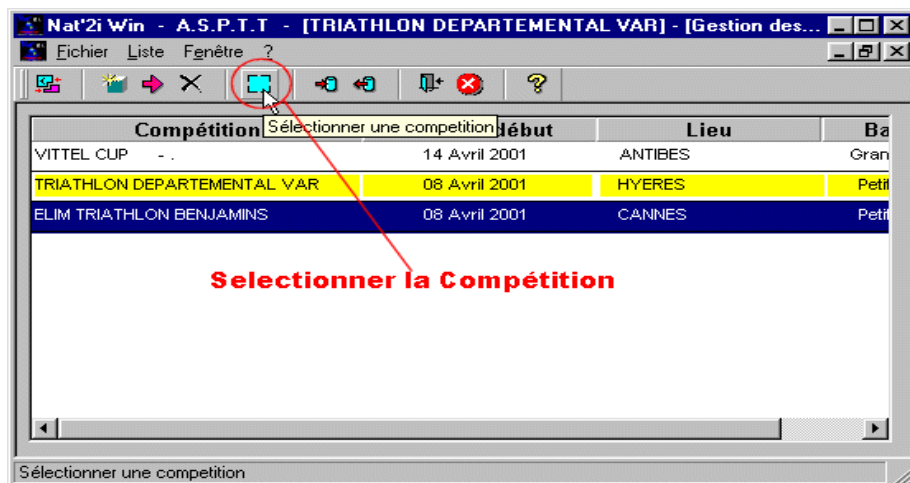 Nat'2i Win - A.S.P.T.T - [TRIATHLON DEPARTEMENTAL VAR] - [Gestion des...
Fichier Liste Fenêtre ?
Compétition début Lieu Ba
Sélectionner une competition
VITTEL CUP - . 14 Avril 2001 ANTIBES Gran
TRIATHLON DEPARTEMENTAL VAR 08 Avril 2001 HYERES Petit
ELIM TRIATHLON BENJAMINS 08 Avril 2001 CANNES Petit
Selectionner la Compétition
Sélectionner une competition